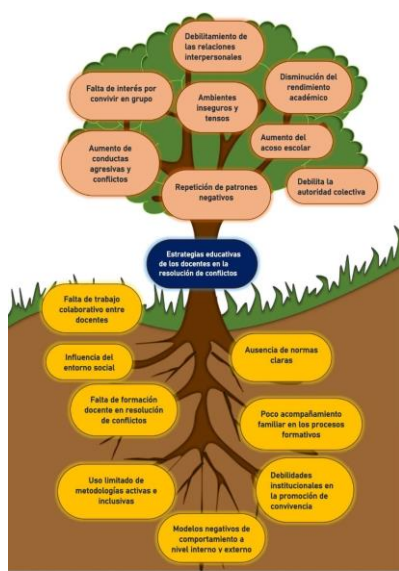 Debilitamiento de
las relaciones
interpersonales
Disminución del
rendimiento
académico
Falta de interés por
convivir en grupo
Ambientes
inseguros y
tensos
Aumento del
acoso escolar
Aumento de
conductas
agresivas y
conflictos
Repetición de patrones
negativos
Debilita la
autoridad colectiva
Estrategias educativas
de los docentes en la
resolución de conflictos
Falta de trabajo
colaborativo entre
docentes
Ausencia de normas
claras
Influencia del
entorno social
Falta de formación
docente en resolución
de conflictos
Poco acompañamiento
familiar en los procesos
formativos
Uso limitado de
metodologías activas e
inclusivas
Debilidades
institucionales en
la promoción de
convivencia
Modelos negativos de
comportamiento a
nivel interno y externo